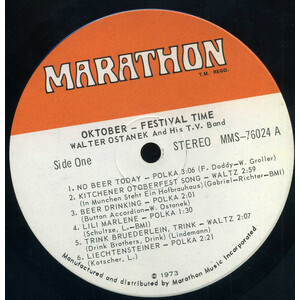 MARATHON
T.M. REGD.
OKTOBER – FESTIVAL TIME
WALTER OSTANEK And His T.V. Band
Side One
STEREO MMS-76024 A
1. NO BEER TODAY - POLKA 3:06 (F. Doddy-W. Groller)
2. KITCHENER OTOBERFEST SONG - WALTZ 2:59
(In Munchen Steht Ein Hofbrauhaus) (Gabriel-Richter-BMI)
3. BEER DRINKING - POLKA 2:01
(Button Accordion-W. Ostanek)
4. LILI MARLENE - POLKA 1:30
(Schultze, L.-BMI)
5. TRINK BRUEDERLEIN, TRINK - WALTZ 2:07
(Drink Brothers, Drink) (Lindemann)
6. LIECHTENSTEINER - POLKA 2:21
(Kotscher, L.)
Manufactured and distributed by Marathon Music Incorporated
© 1973